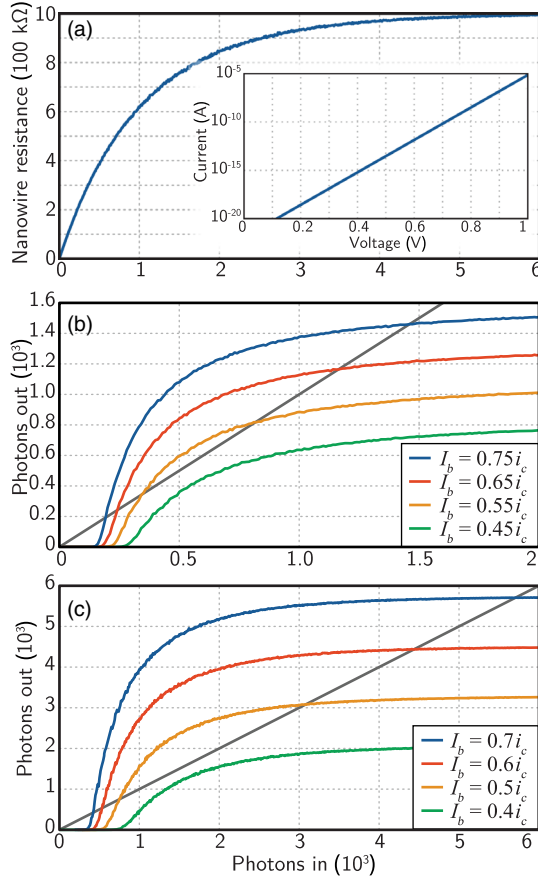 (a)
Nanowire resistance (100 kΩ)
10
8
6
4
2
0
0 1 2 3 4 5 6
Current (A)
10^-5
10^-10
10^-15
10^-20
0 0.2 0.4 0.6 0.8 1
Voltage (V)
(b)
Photons out (10^3)
1.6
1.4
1.2
1.0
0.8
0.6
0.4
0.2
0
0 0.5 1.0 1.5 2.0
I_b = 0.75i_c
I_b = 0.65i_c
I_b = 0.55i_c
I_b = 0.45i_c
(c)
Photons out (10^3)
6
5
4
3
2
1
0
0 1 2 3 4 5 6
I_b = 0.7i_c
I_b = 0.6i_c
I_b = 0.5i_c
I_b = 0.4i_c
Photons in (10^3)